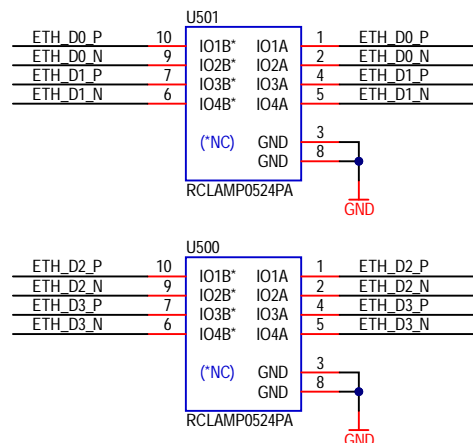 U501
ETH_D0_P 10 IO1B* IO1A 1 ETH_D0_P
ETH_D0_N 9 IO2B* IO2A 2 ETH_D0_N
ETH_D1_P 7 IO3B* IO3A 4 ETH_D1_P
ETH_D1_N 6 IO4B* IO4A 5 ETH_D1_N
(*NC) GND 3
GND 8
RCLAMP0524PA
GND
U500
ETH_D2_P 10 IO1B* IO1A 1 ETH_D2_P
ETH_D2_N 9 IO2B* IO2A 2 ETH_D2_N
ETH_D3_P 7 IO3B* IO3A 4 ETH_D3_P
ETH_D3_N 6 IO4B* IO4A 5 ETH_D3_N
(*NC) GND 3
GND 8
RCLAMP0524PA
GND